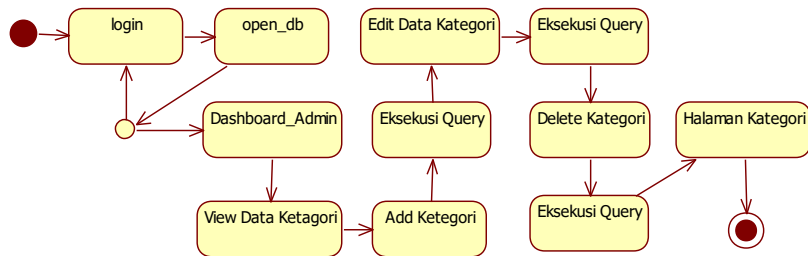 login
open_db
Edit Data Kategori
Eksekusi Query
Dashboard_Admin
Eksekusi Query
Delete Kategori
Halaman Kategori
View Data Ketagori
Add Ketegori
Eksekusi Query